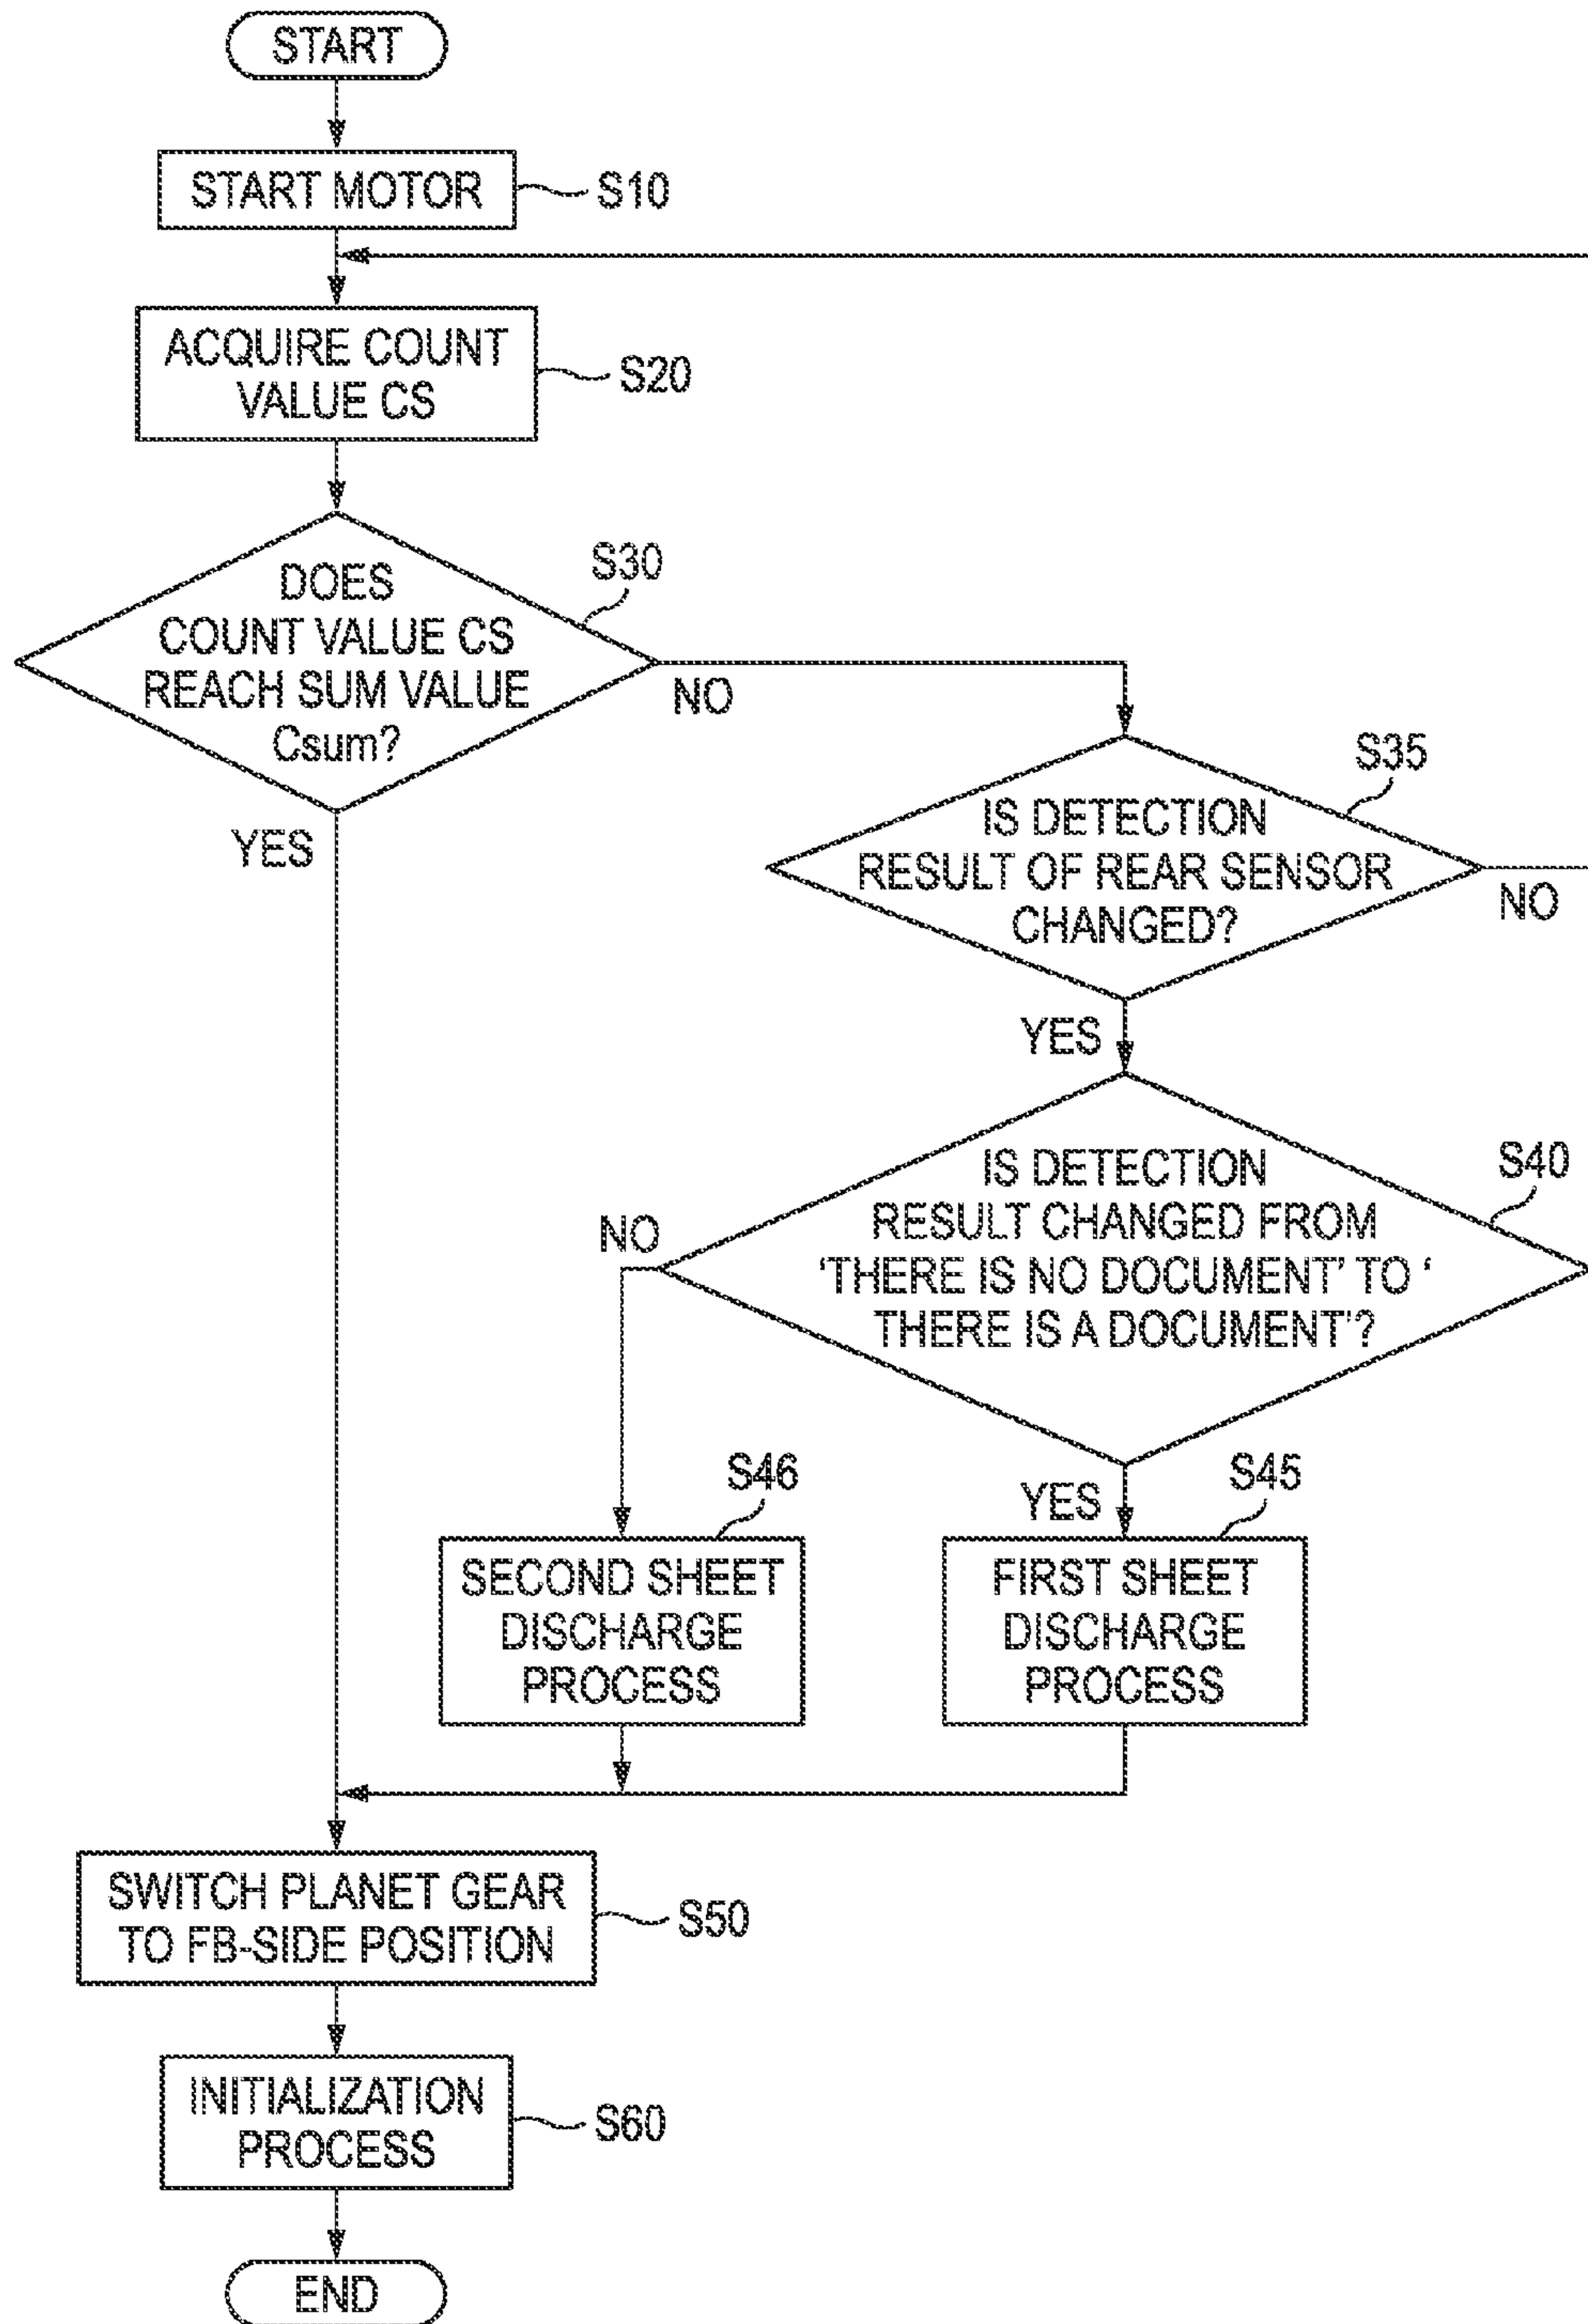 START
START MOTOR
S10
ACQUIRE COUNT
VALUE CS
S20
DOES
COUNT VALUE CS
REACH SUM VALUE
Csum?
S30
NO
YES
IS DETECTION
RESULT OF REAR SENSOR
CHANGED?
S35
NO
YES
IS DETECTION
RESULT CHANGED FROM
‘THERE IS NO DOCUMENT’ TO ‘
THERE IS A DOCUMENT’?
S40
NO
YES
S46
SECOND SHEET
DISCHARGE
PROCESS
S45
FIRST SHEET
DISCHARGE
PROCESS
SWITCH PLANET GEAR
TO FB-SIDE POSITION
S50
INITIALIZATION
PROCESS
S60
END